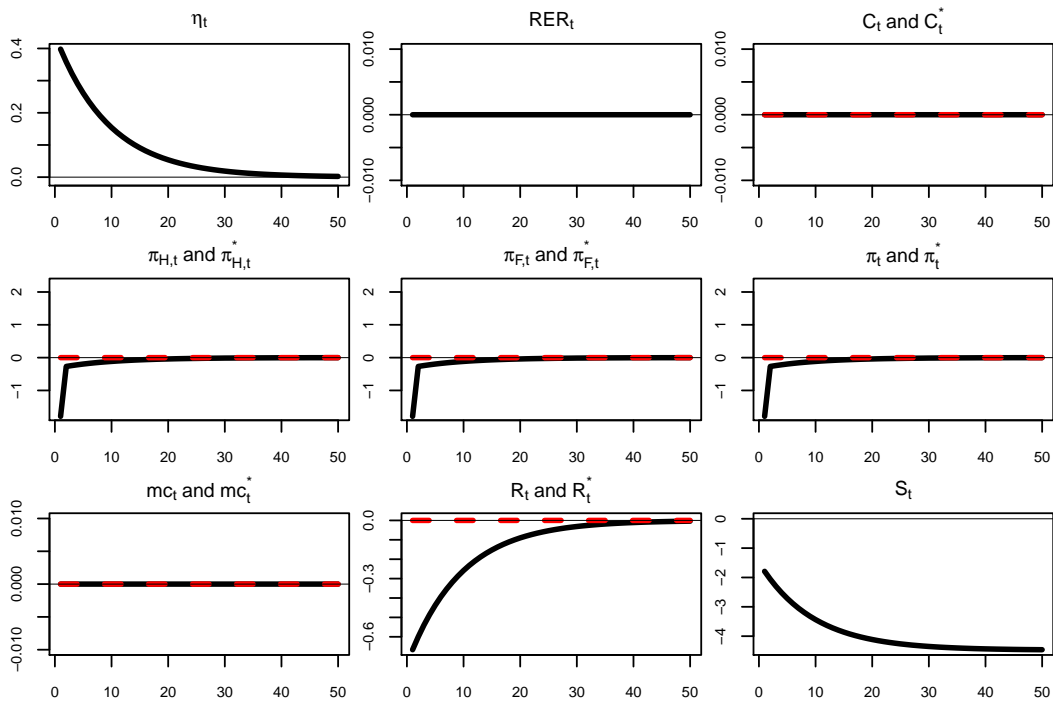 η_t
RER_t
C_t and C_t^*
0.0 0.2 0.4
−0.010 0.000 0.010
−0.010 0.000 0.010
0 10 20 30 40 50
0 10 20 30 40 50
0 10 20 30 40 50
π_H,t and π_H,t^*
π_F,t and π_F,t^*
π_t and π_t^*
−1 0 1 2
−1 0 1 2
−1 0 1 2
0 10 20 30 40 50
0 10 20 30 40 50
0 10 20 30 40 50
mc_t and mc_t^*
R_t and R_t^*
S_t
−0.010 0.000 0.010
−0.6 −0.3 0.0
−4 −3 −2 −1 0
0 10 20 30 40 50
0 10 20 30 40 50
0 10 20 30 40 50